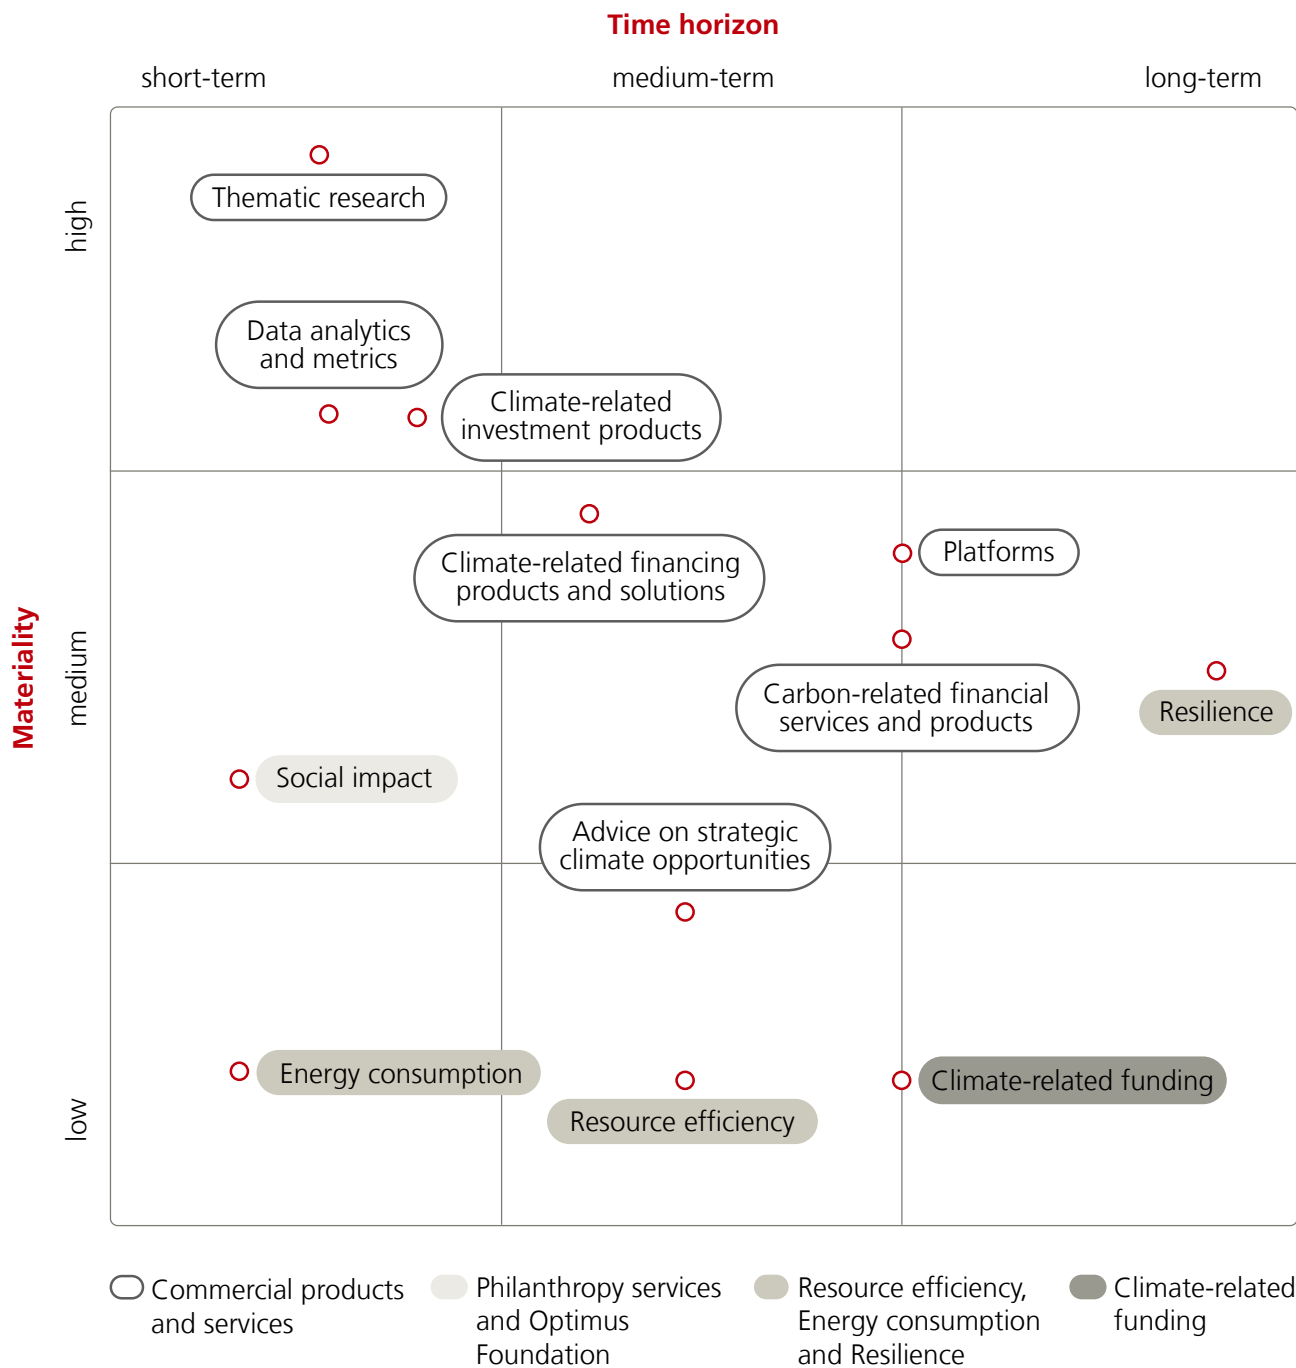 Time horizon
short-term
medium-term
long-term
Materiality
high
medium
low
Thematic research
Data analytics
and metrics
Climate-related
investment products
Climate-related financing
products and solutions
Platforms
Carbon-related financial
services and products
Resilience
Social impact
Advice on strategic
climate opportunities
Energy consumption
Resource efficiency
Climate-related funding
Commercial products
and services
Philanthropy services
and Optimus
Foundation
Resource efficiency,
Energy consumption
and Resilience
Climate-related
funding